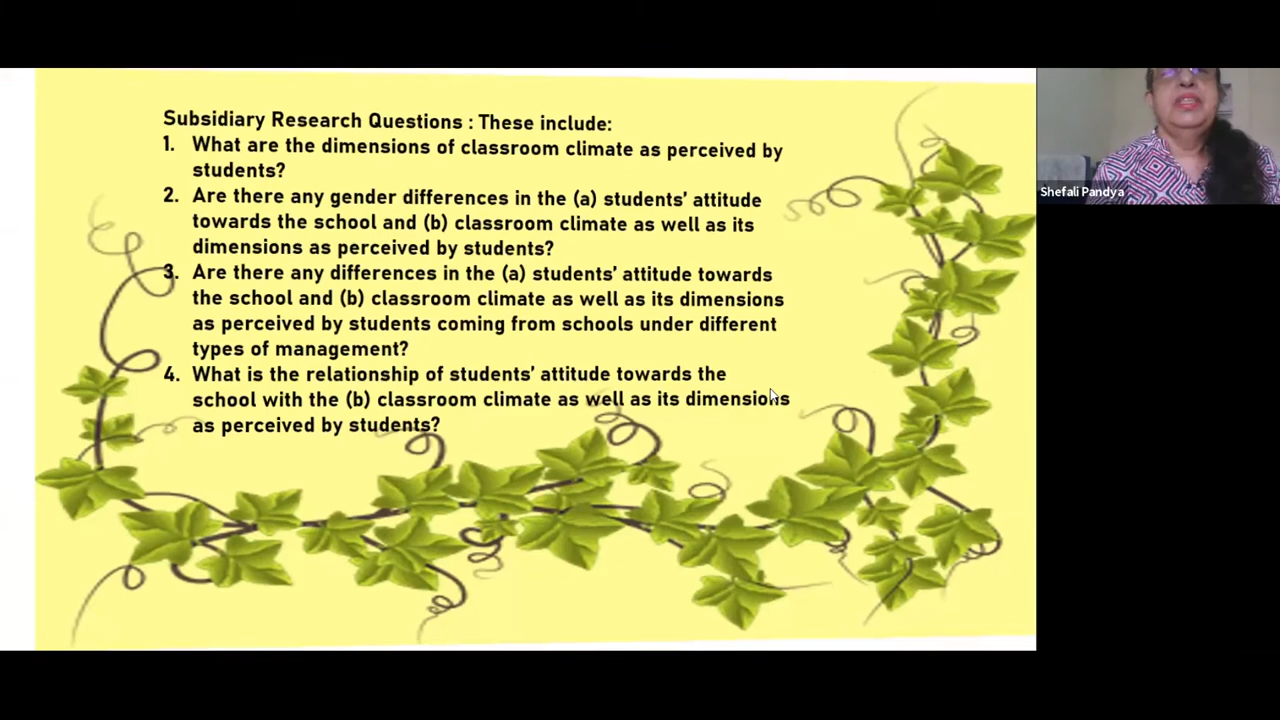 Subsidiary Research Questions : These include:
1. What are the dimensions of classroom climate as perceived by
students?
2. Are there any gender differences in the (a) students' attitude
towards the school and (b) classroom climate as well as its
dimensions as perceived by students?
3. Are there any differences in the (a) students' attitude towards
the school and (b) classroom climate as well as its dimensions
as perceived by students coming from schools under different
types of management?
4. What is the relationship of students' attitude towards the
school with the (b) classroom climate as well as its dimensions
as perceived by students?
Shefali Pandya